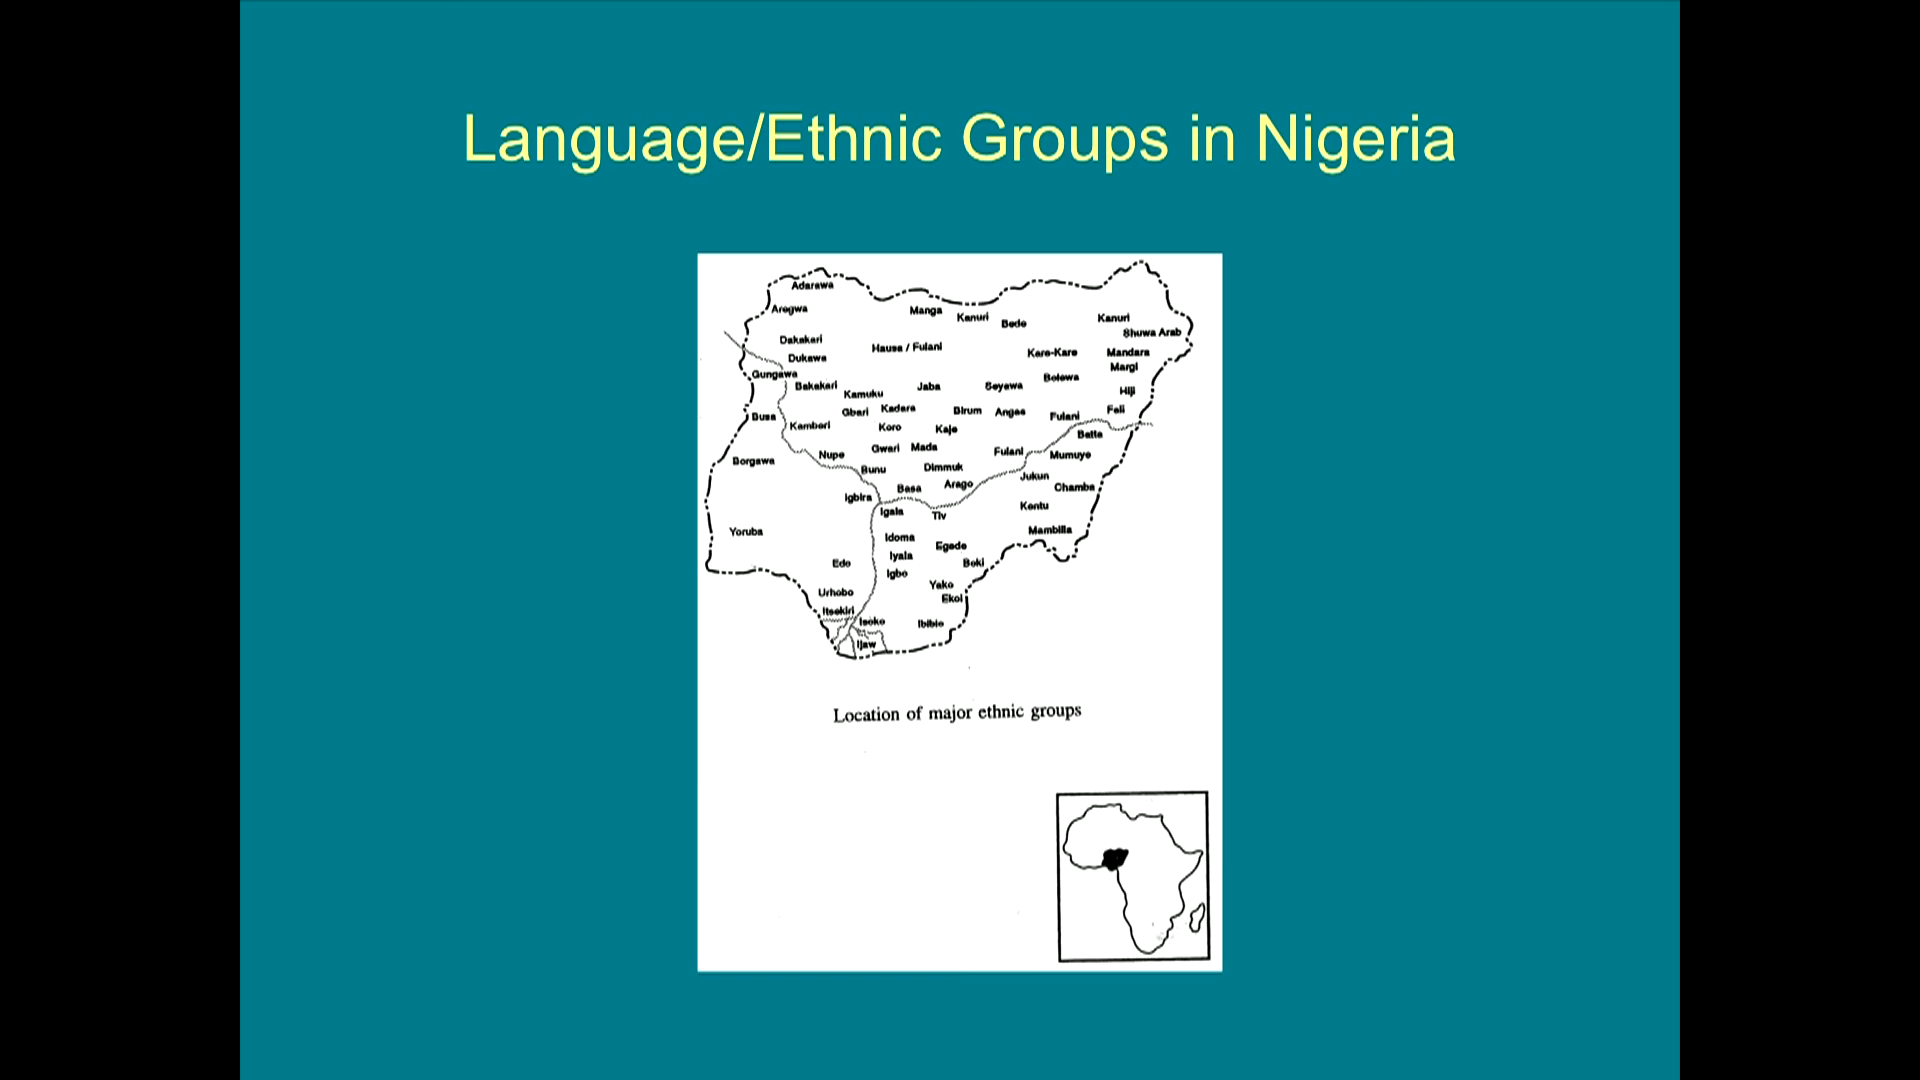 Language/Ethnic Groups in Nigeria
Adarawa
Aregwa
Manga
Kanuri
Bede
Kanuri
Shuwa Arab
Dakakari
Hausa / Fulani
Dukawa
Kare-Kare
Mandara
Margi
Gungawa
Bakakari
Kamuku
Jaba
Seyawa
Bolewa
Hiji
Busa
Gbari
Kadara
Birum
Angas
Fulani
Fali
Kamberi
Koro
Kaje
Batta
Borgawa
Nupe
Gwari
Mada
Fulani
Mumuye
Bunu
Dimmuk
Jukun
Igbira
Basa
Arago
Chamba
Igala
Tiv
Kentu
Yoruba
Idoma
Egede
Mambilla
Edo
Iyala
Boki
Igbo
Urhobo
Yako
Ekoi
Itsekiri
Isoko
Ibibio
Ijaw
Location of major ethnic groups